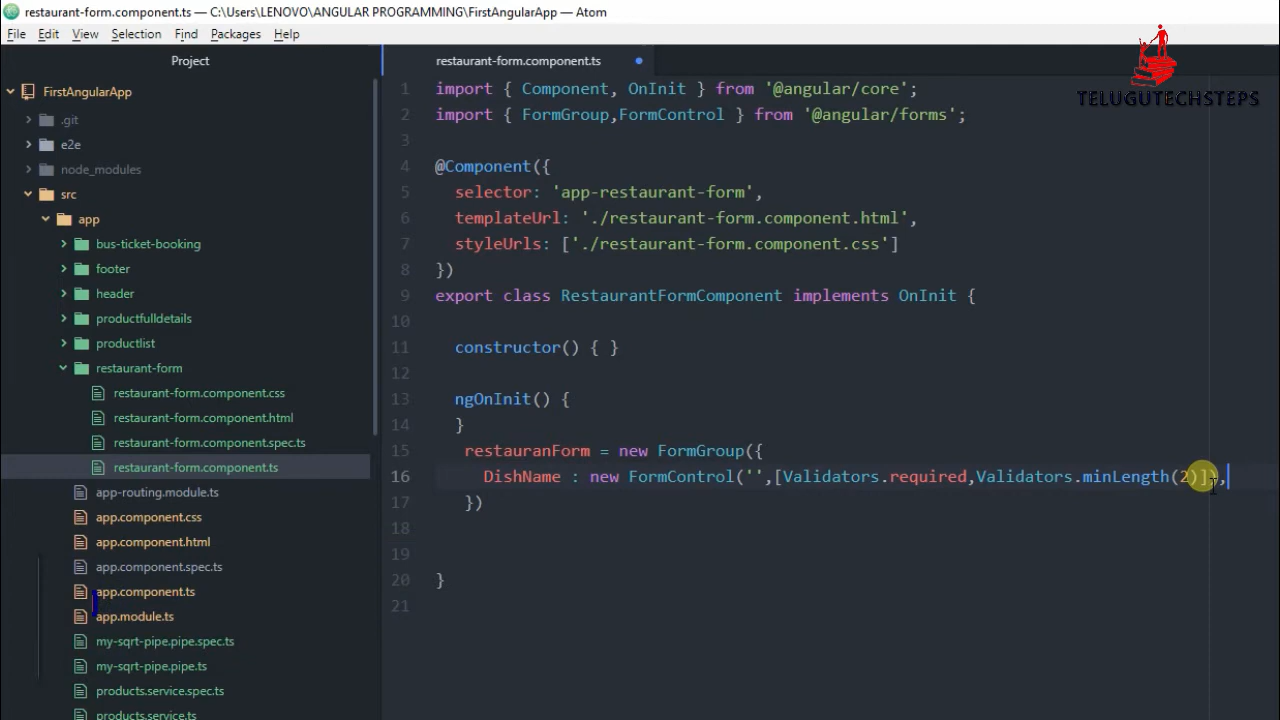 restaurant-form.component.ts — C:\Users\LENOVO\ANGULAR PROGRAMMING\FirstAngularApp — Atom
File Edit View Selection Find Packages Help
Project
FirstAngularApp
.git
e2e
node_modules
src
app
bus-ticket-booking
footer
header
productfulldetails
productlist
restaurant-form
restaurant-form.component.css
restaurant-form.component.html
restaurant-form.component.spec.ts
restaurant-form.component.ts
app-routing.module.ts
app.component.css
app.component.html
app.component.spec.ts
app.component.ts
app.module.ts
my-sqrt-pipe.pipe.spec.ts
my-sqrt-pipe.pipe.ts
products.service.spec.ts
products.service.ts
restaurant-form.component.ts
TELUGUTECHSTEPS
1 import { Component, OnInit } from '@angular/core';
2 import { FormGroup,FormControl } from '@angular/forms';
3
4 @Component({
5 selector: 'app-restaurant-form',
6 templateUrl: './restaurant-form.component.html',
7 styleUrls: ['./restaurant-form.component.css']
8 })
9 export class RestaurantFormComponent implements OnInit {
10
11 constructor() { }
12
13 ngOnInit() {
14 }
15 restauranForm = new FormGroup({
16 DishName : new FormControl('',[Validators.required,Validators.minLength(2)]),
17 })
18
19
20 }
21